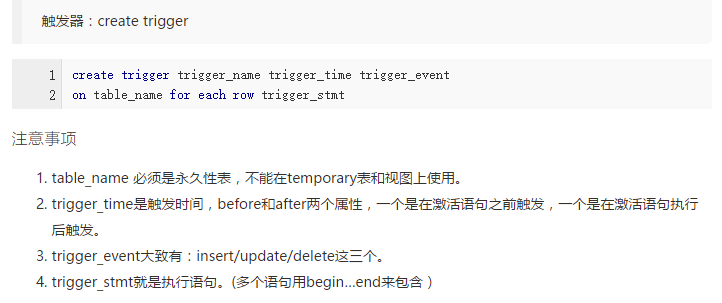 触发器：create trigger
1 create trigger trigger_name trigger_time trigger_event
2 on table_name for each row trigger_stmt
注意事项
1. table_name 必须是永久性表，不能在temporary表和视图上使用。
2. trigger_time是触发时间，before和after两个属性，一个是在激活语句之前触发，一个是在激活语句执行
后触发。
3. trigger_event大致有：insert/update/delete这三个。
4. trigger_stmt就是执行语句。(多个语句用begin...end来包含）